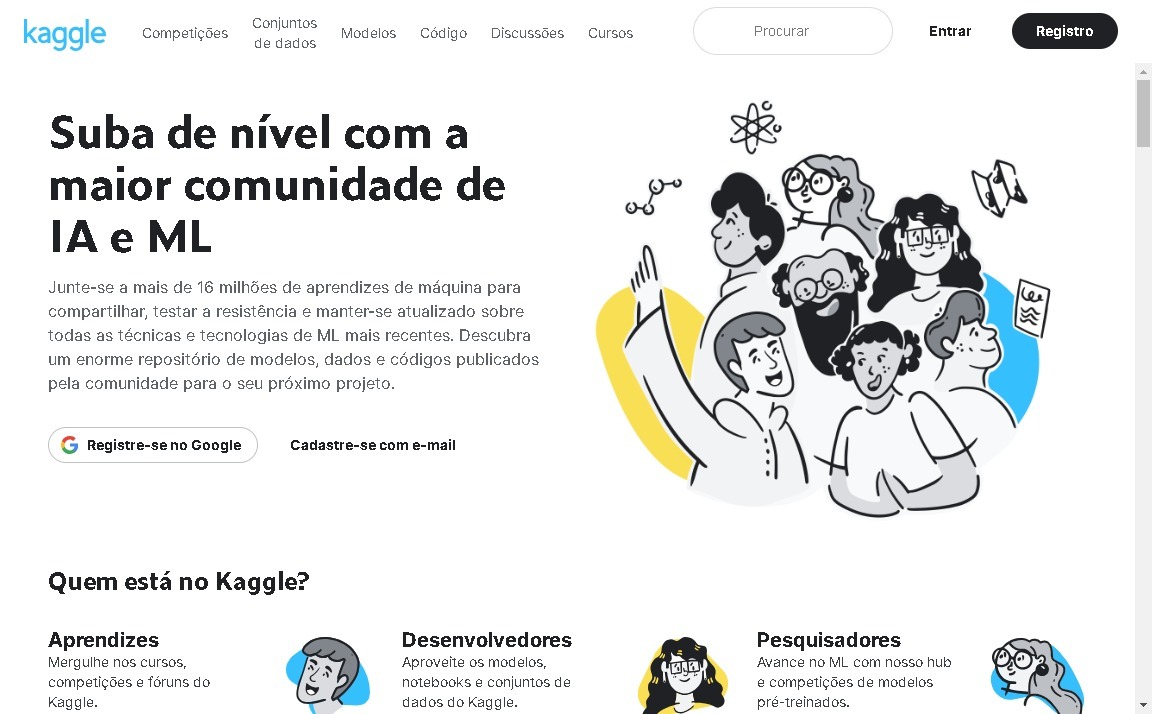 kaggle
Competições
Conjuntos
de dados
Modelos
Código
Discussões
Cursos
Procurar
Entrar
Registro
Suba de nível com a
maior comunidade de
IA e ML
Junte-se a mais de 16 milhões de aprendizes de máquina para
compartilhar, testar a resistência e manter-se atualizado sobre
todas as técnicas e tecnologias de ML mais recentes. Descubra
um enorme repositório de modelos, dados e códigos publicados
pela comunidade para o seu próximo projeto.
Registre-se no Google
Cadastre-se com e-mail
Quem está no Kaggle?
Aprendizes
Mergulhe nos cursos,
competições e fóruns do
Kaggle.
Desenvolvedores
Aproveite os modelos,
notebooks e conjuntos de
dados do Kaggle.
Pesquisadores
Avance no ML com nosso hub
e competições de modelos
pré-treinados.